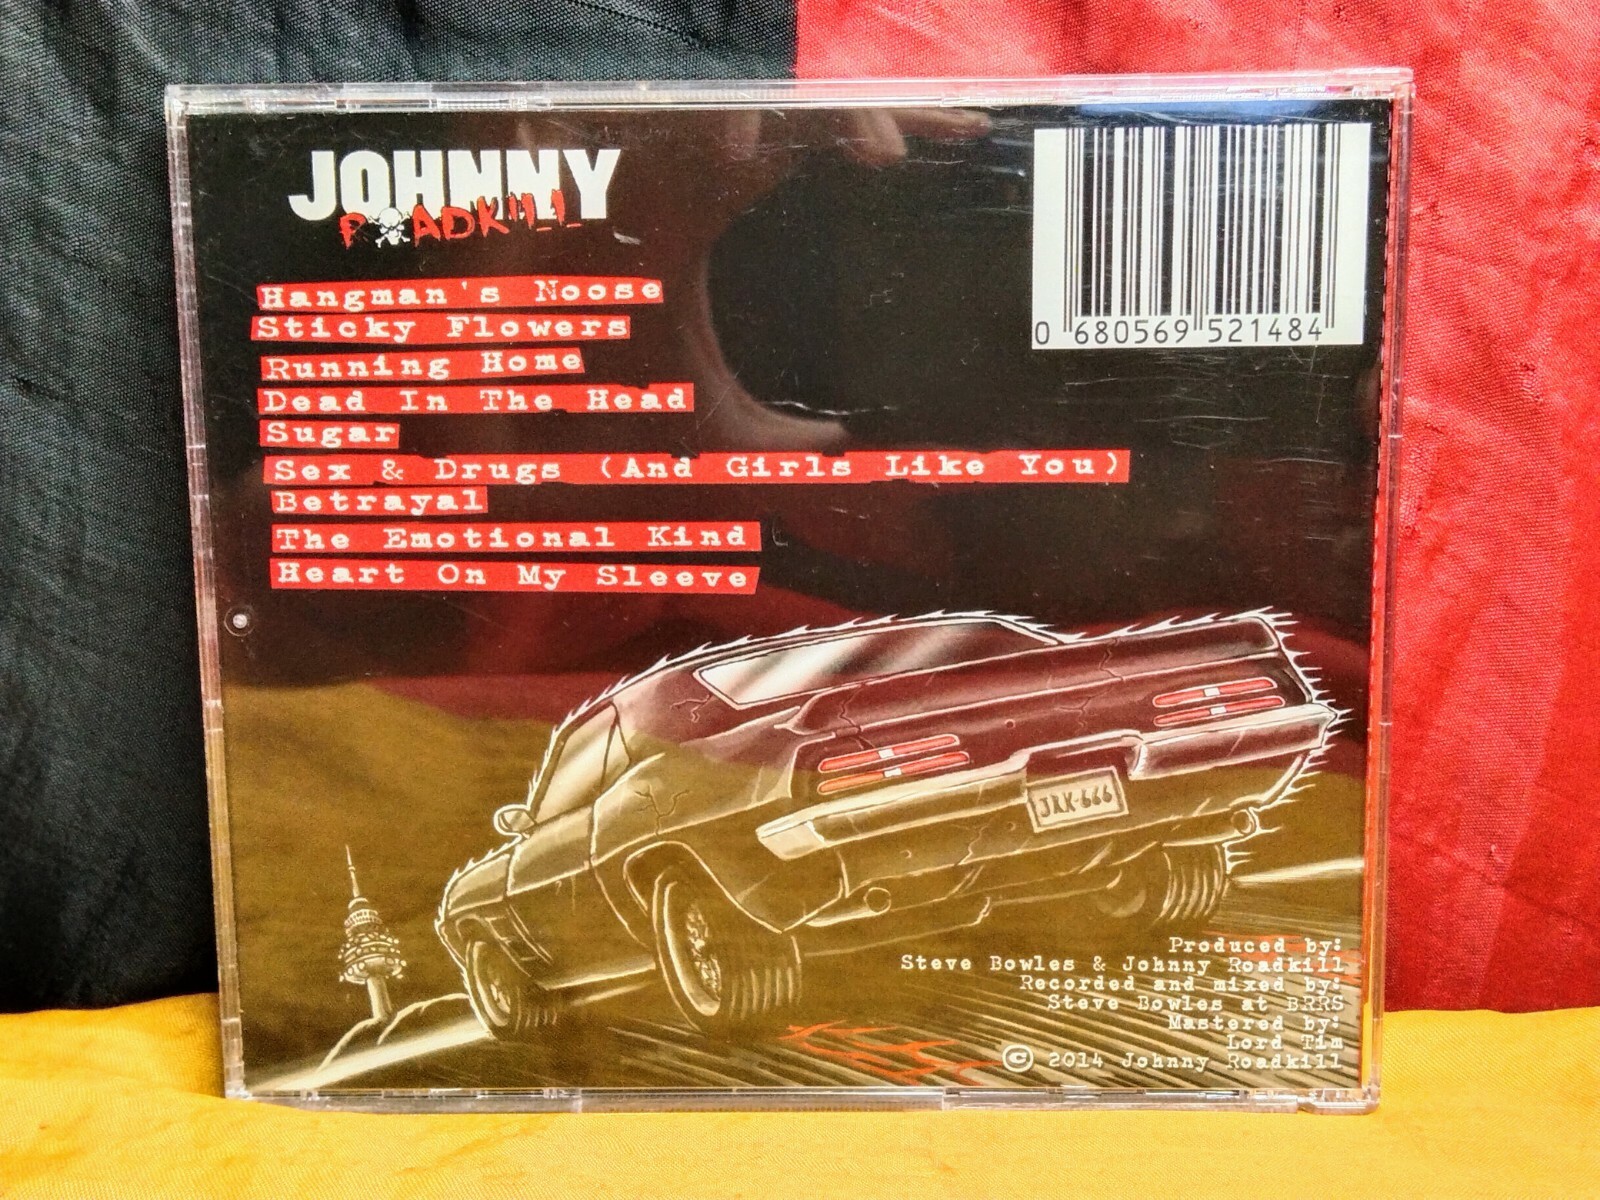 JOHNNY
ROADKILL
0 680569 521484
Hangman's Noose
Sticky Flowers
Running Home
Dead In The Head
Sugar
Sex & Drugs (And Girls Like You)
Betrayal
The Emotional Kind
Heart On My Sleeve
JRK-666
Produced by:
Steve Bowles & Johnny Roadkill
Recorded and mixed by:
Steve Bowles at BRRS
Mastered by:
Lord Tim
© 2014 Johnny Roadkill